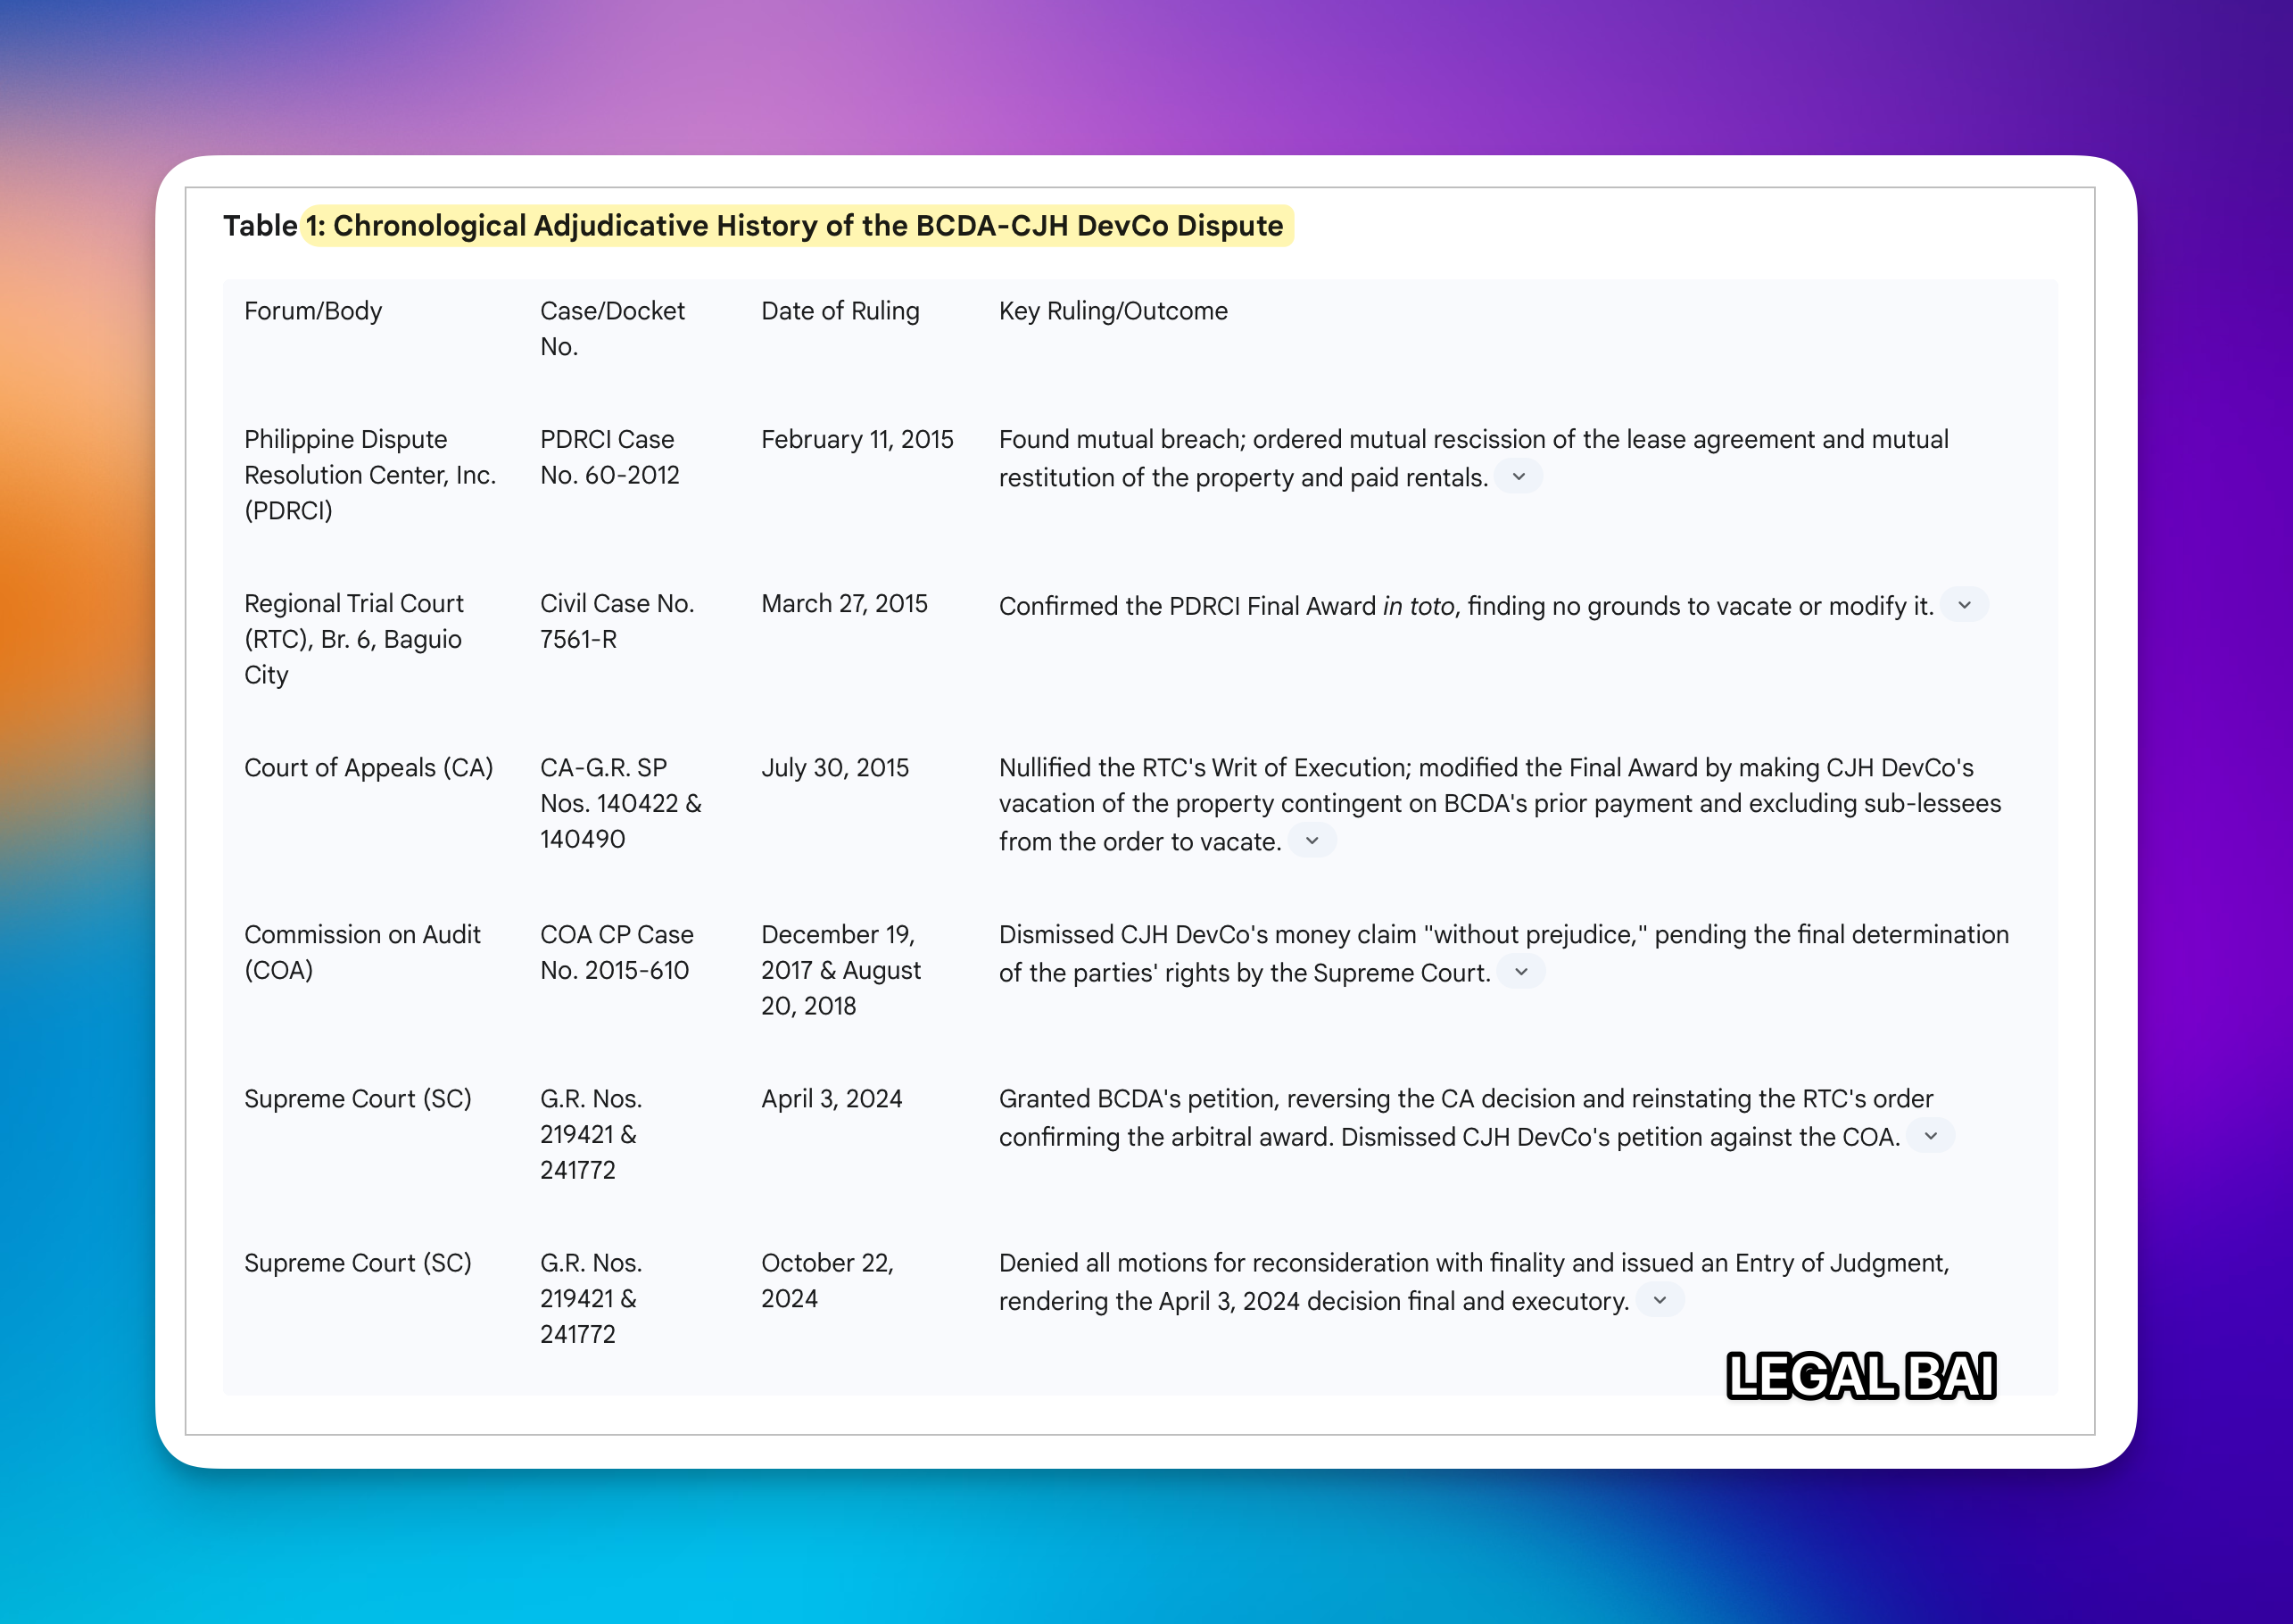 Table 1: Chronological Adjudicative History of the BCDA-CJH DevCo Dispute
Forum/Body
Case/Docket
No.
Date of Ruling
Key Ruling/Outcome
Philippine Dispute
Resolution Center, Inc.
(PDRCI)
PDRCI Case
No. 60-2012
February 11, 2015
Found mutual breach; ordered mutual rescission of the lease agreement and mutual
restitution of the property and paid rentals.
Regional Trial Court
(RTC), Br. 6, Baguio
City
Civil Case No.
7561-R
March 27, 2015
Confirmed the PDRCI Final Award in toto, finding no grounds to vacate or modify it.
Court of Appeals (CA)
CA-G.R. SP
Nos. 140422 &
140490
July 30, 2015
Nullified the RTC's Writ of Execution; modified the Final Award by making CJH DevCo's
vacation of the property contingent on BCDA's prior payment and excluding sub-lessees
from the order to vacate.
Commission on Audit
(COA)
COA CP Case
No. 2015-610
December 19,
2017 & August
20, 2018
Dismissed CJH DevCo's money claim "without prejudice," pending the final determination
of the parties' rights by the Supreme Court.
Supreme Court (SC)
G.R. Nos.
219421 &
241772
April 3, 2024
Granted BCDA's petition, reversing the CA decision and reinstating the RTC's order
confirming the arbitral award. Dismissed CJH DevCo's petition against the COA.
Supreme Court (SC)
G.R. Nos.
219421 &
241772
October 22,
2024
Denied all motions for reconsideration with finality and issued an Entry of Judgment,
rendering the April 3, 2024 decision final and executory.
LEGAL BAI